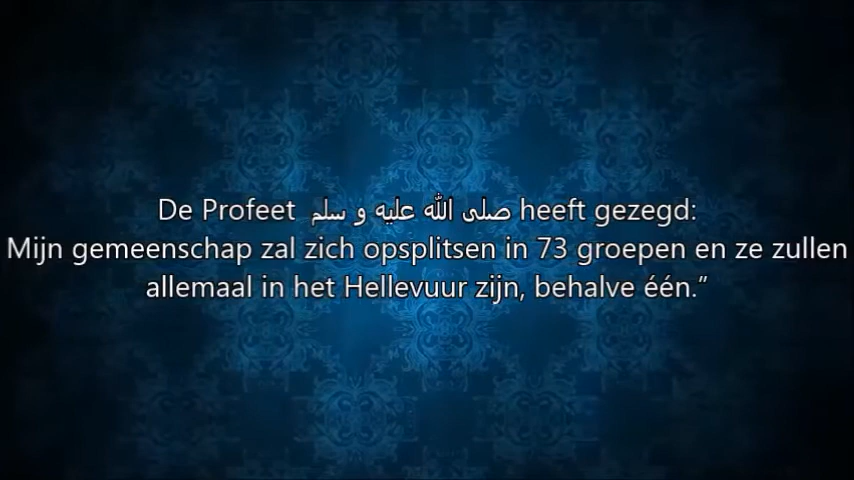 De Profeet صلى الله عليه و سلم heeft gezegd:
Mijn gemeenschap zal zich opsplitsen in 73 groepen en ze zullen
allemaal in het Hellevuur zijn, behalve één.”